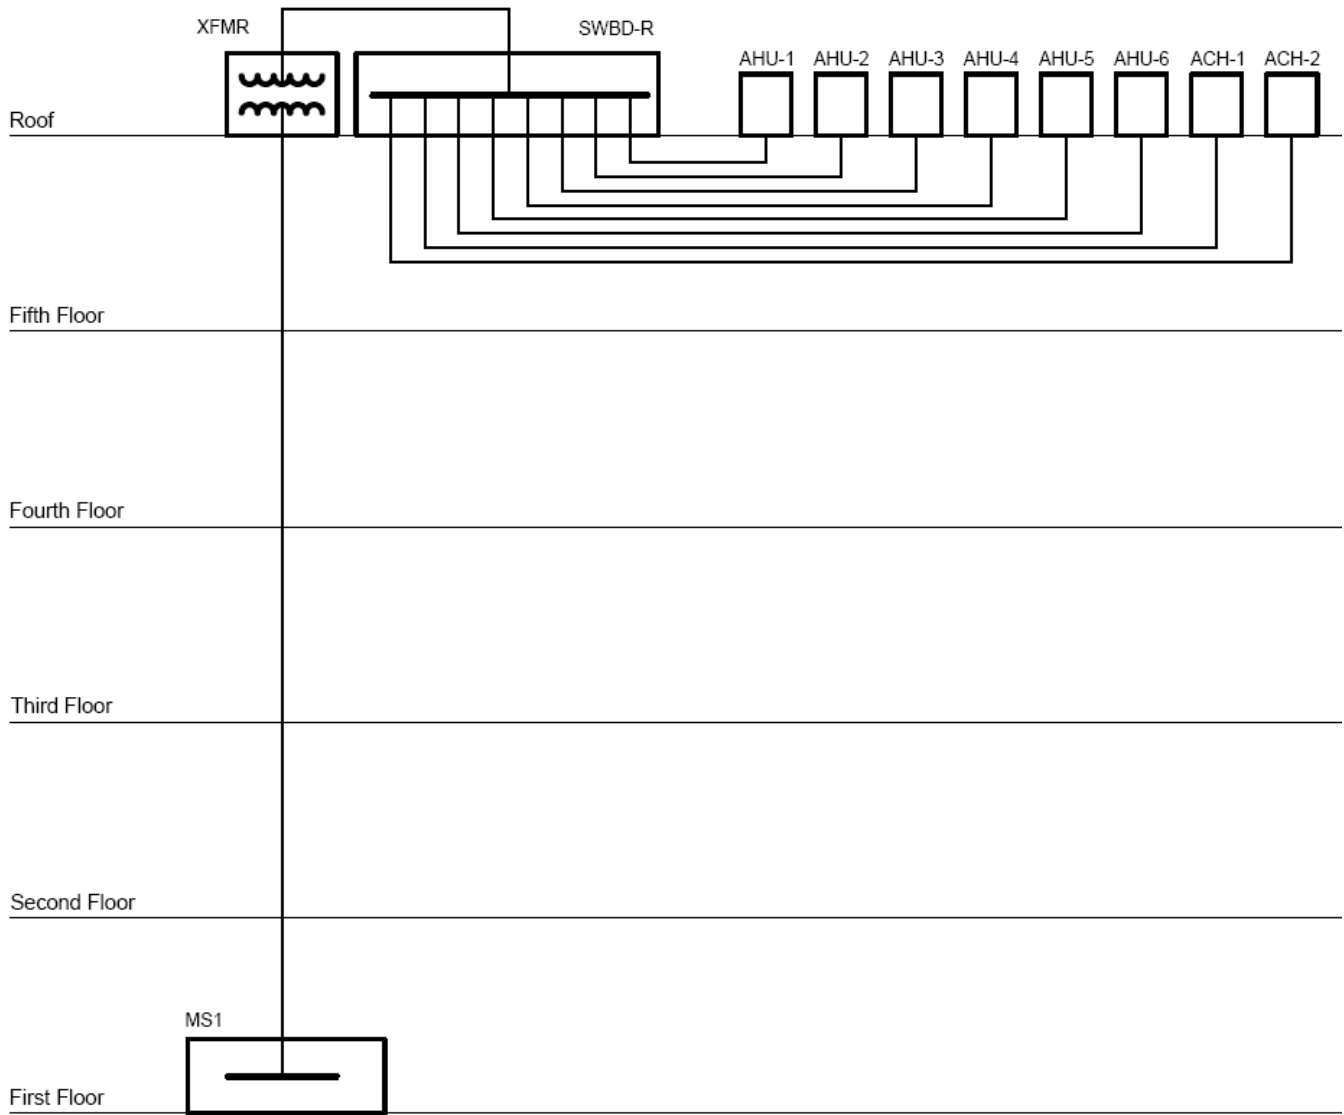 XFMR
SWBD-R
AHU-1 AHU-2 AHU-3 AHU-4 AHU-5 AHU-6 ACH-1 ACH-2
Roof
Fifth Floor
Fourth Floor
Third Floor
Second Floor
MS1
First Floor